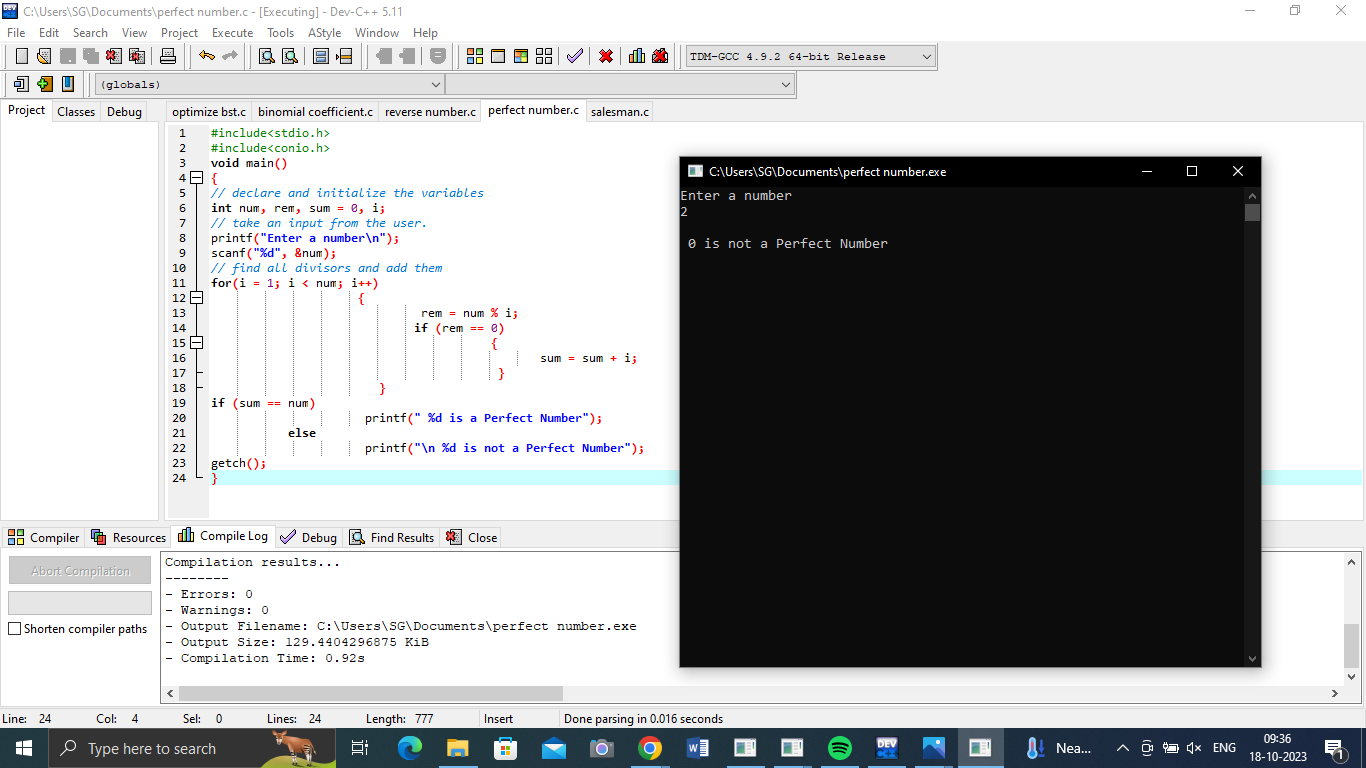 C:\Users\SG\Documents\perfect number.c - [Executing] - Dev-C++ 5.11
File Edit Search View Project Execute Tools AStyle Window Help
TDM-GCC 4.9.2 64-bit Release
(globals)
Project Classes Debug
optimize bst.c binomial coefficient.c reverse number.c perfect number.c salesman.c
1 #include<stdio.h>
2 #include<conio.h>
3 void main()
4 {
5 // declare and initialize the variables
6 int num, rem, sum = 0, i;
7 // take an input from the user.
8 printf("Enter a number\n");
9 scanf("%d", &num);
10 // find all divisors and add them
11 for(i = 1; i < num; i++)
12 {
13 rem = num % i;
14 if (rem == 0)
15 {
16 sum = sum + i;
17 }
18 }
19 if (sum == num)
20 printf(" %d is a Perfect Number");
21 else
22 printf("\n %d is not a Perfect Number");
23 getch();
24 }
C:\Users\SG\Documents\perfect number.exe
Enter a number
2
0 is not a Perfect Number
Compiler Resources Compile Log Debug Find Results Close
Abort Compilation
Shorten compiler paths
Compilation results...
--------
- Errors: 0
- Warnings: 0
- Output Filename: C:\Users\SG\Documents\perfect number.exe
- Output Size: 129.4404296875 KiB
- Compilation Time: 0.92s
Line: 24 Col: 4 Sel: 0 Lines: 24 Length: 777 Insert Done parsing in 0.016 seconds
Type here to search
DEV
Nea...
ENG
09:36
18-10-2023
1